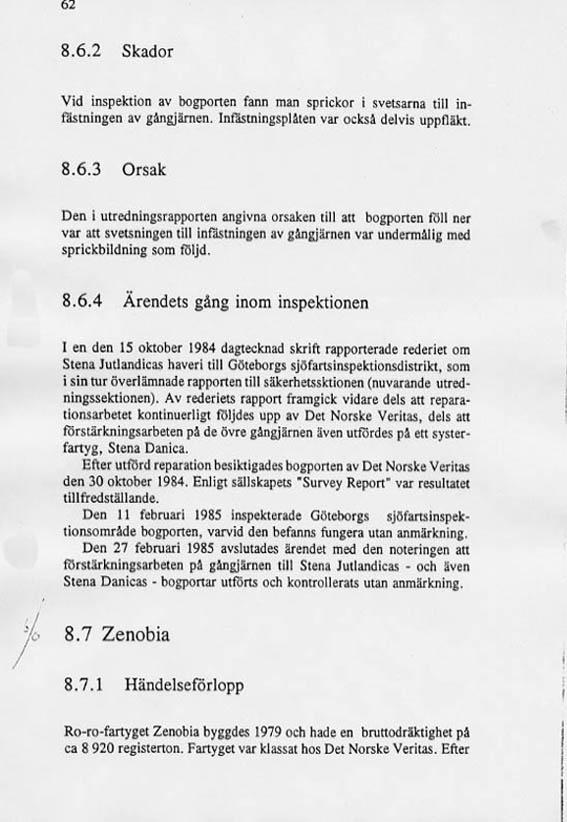 62
8.6.2 Skador
Vid inspektion av bogporten fann man sprickor i svetsarna till in-
fästningen av gångjärnen. Infästningsplåten var också delvis uppfläkt.
8.6.3 Orsak
Den i utredningsrapporten angivna orsaken till att bogporten föll ner
var att svetsningen till infästningen av gångjärnen var undermålig med
sprickbildning som följd.
8.6.4 Ärendets gång inom inspektionen
I en den 15 oktober 1984 dagtecknad skrift rapporterade rederiet om
Stena Jutlandicas haveri till Göteborgs sjöfartsinspektionsdistrikt, som
i sin tur överlämnade rapporten till säkerhetssktionen (nuvarande utred-
ningssektionen). Av rederiets rapport framgick vidare dels att repara-
tionsarbetet kontinuerligt följdes upp av Det Norske Veritas, dels att
förstärkningsarbeten på de övre gångjärnen även utfördes på ett syster-
fartyg, Stena Danica.
Efter utförd reparation besiktigades bogporten av Det Norske Veritas
den 30 oktober 1984. Enligt sällskapets "Survey Report" var resultatet
tillfredställande.
Den 11 februari 1985 inspekterade Göteborgs sjöfartsinspek-
tionsområde bogporten, varvid den befanns fungera utan anmärkning.
Den 27 februari 1985 avslutades ärendet med den noteringen att
förstärkningsarbeten på gångjärnen till Stena Jutlandicas - och även
Stena Danicas - bogportar utförts och kontrollerats utan anmärkning.
8.7 Zenobia
8.7.1 Händelseförlopp
Ro-ro-fartyget Zenobia byggdes 1979 och hade en bruttodräktighet på
ca 8 920 registerton. Fartyget var klassat hos Det Norske Veritas. Efter